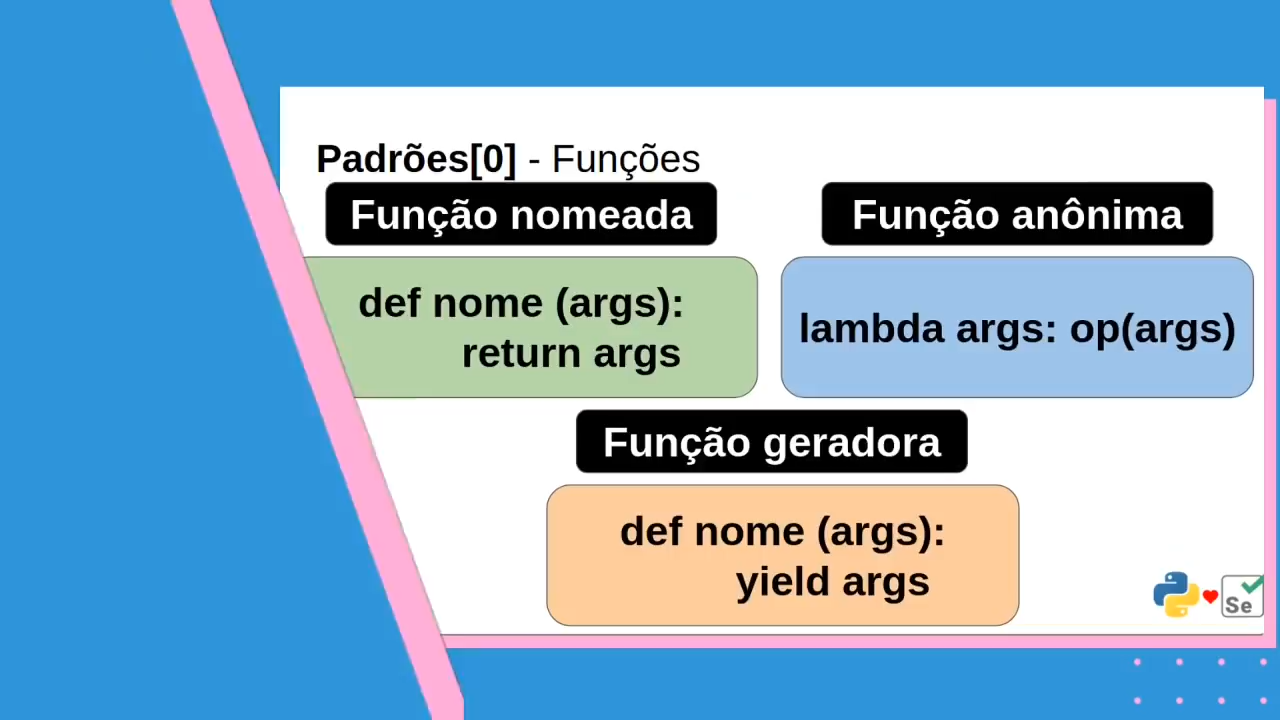 Padrões[0] - Funções
Função nomeada
def nome (args):
return args
Função anônima
lambda args: op(args)
Função geradora
def nome (args):
yield args
Se